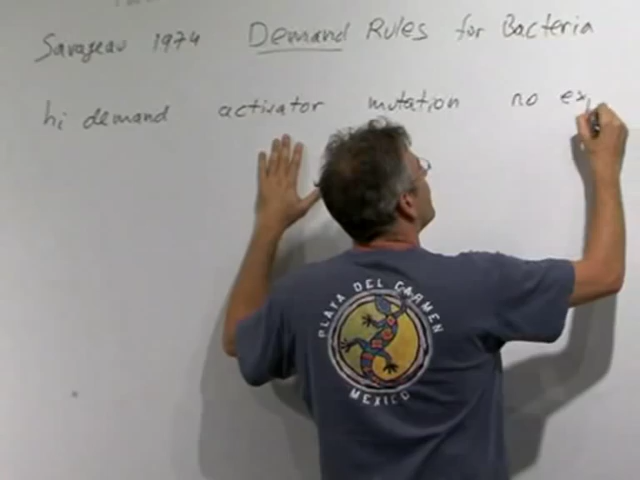 Savageau 1974 Demand Rules for Bacteria
hi demand activator mutation no ex
PLAYA DEL CARMEN
MEXICO